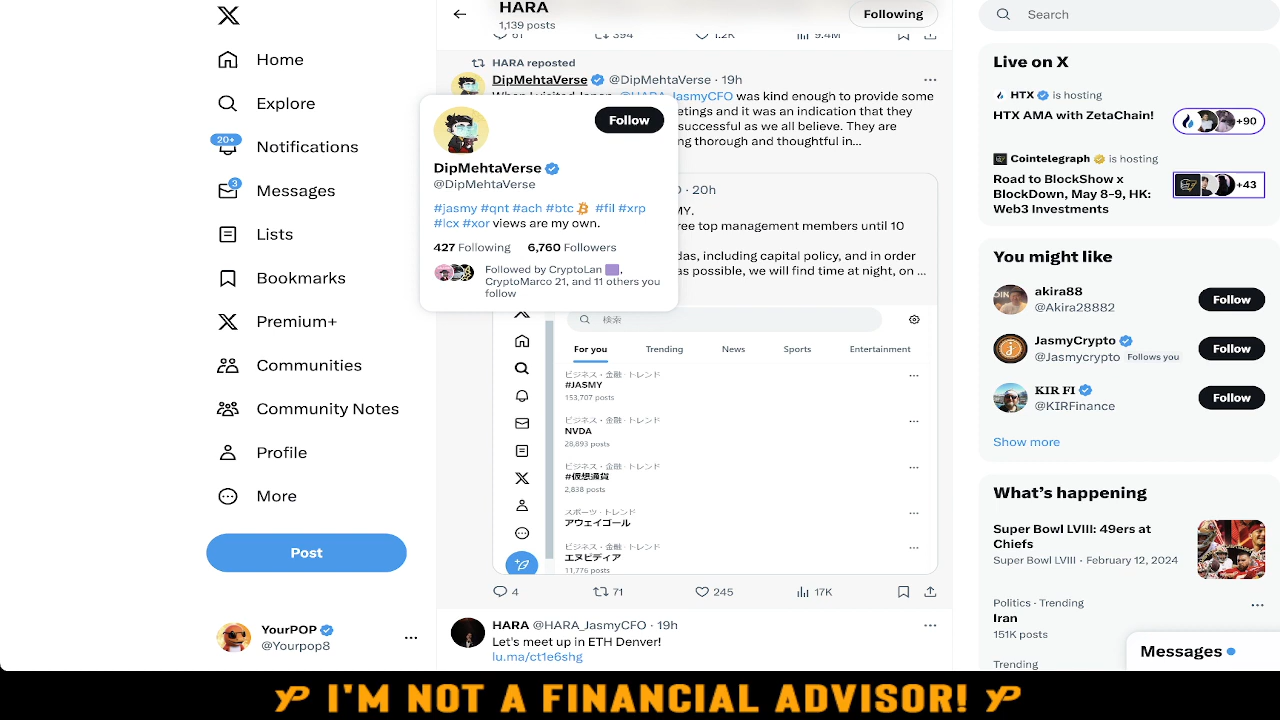 HARA
1,139 posts
Following
Search
61
394
1.2K
9.4M
HARA reposted
DipMehtaVerse @DipMehtaVerse · 19h
@HARA_JasmyCFO was kind enough to provide some
etings and it was an indication that they
successful as we all believe. They are
ng thorough and thoughtful in...
Follow
DipMehtaVerse
@DipMehtaVerse
#jasmy #qnt #ach #btc #fil #xrp
#lcx #xor views are my own.
427 Following 6,760 Followers
Followed by CryptoLan,
CryptoMarco 21, and 11 others you
follow
O · 20h
MY.
ree top management members until 10
das, including capital policy, and in order
as possible, we will find time at night, on ...
検索
For you
Trending
News
Sports
Entertainment
ビジネス・金融・トレンド
#JASMY
153,707 posts
ビジネス・金融・トレンド
NVDA
28,893 posts
ビジネス・金融・トレンド
#仮想通貨
2,838 posts
スポーツ・トレンド
アウェイゴール
ビジネス・金融・トレンド
エヌビディア
11,776 posts
4
71
245
17K
HARA @HARA_JasmyCFO · 19h
Let's meet up in ETH Denver!
lu.ma/ct1e6shg
Home
Explore
20+
Notifications
3
Messages
Lists
Bookmarks
Premium+
Communities
Community Notes
Profile
More
Post
YourPOP
@Yourpop8
Live on X
HTX is hosting
HTX AMA with ZetaChain!
+90
Cointelegraph is hosting
Road to BlockShow x
BlockDown, May 8-9, HK:
Web3 Investments
+43
You might like
akira88
@Akira28882
Follow
JasmyCrypto
@Jasmycrypto Follows you
Follow
KIR FI
@KIRFinance
Follow
Show more
What's happening
Super Bowl LVIII: 49ers at
Chiefs
Super Bowl LVIII · February 12, 2024
Politics · Trending
Iran
151K posts
Trending
Messages
YP I'M NOT A FINANCIAL ADVISOR! YP